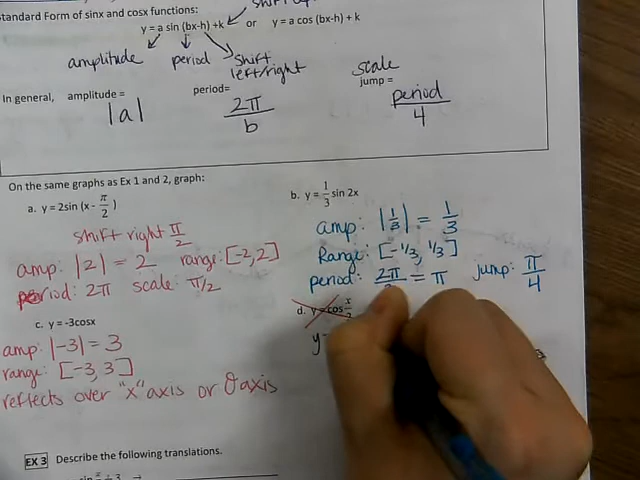 shift up
Standard Form of sinx and cosx functions:
y = a sin (bx-h) +k or y = a cos (bx-h) + k
amplitude period shift left/right
scale
In general, amplitude = period= jump =
|a| 2π/b period/4
On the same graphs as Ex 1 and 2, graph:
a. y = 2sin (x - π/2)
shift right π/2
amp: |2| = 2 range: [-2,2]
period: 2π scale: π/2
b. y = 1/3 sin 2x
amp: |1/3| = 1/3
Range: [-1/3, 1/3]
period: 2π = π jump: π/4
c. y = -3cosx
amp: |-3| = 3
range: [-3, 3]
reflects over "x" axis or θ axis
d. y = cos x/2
y=
EX 3 Describe the following translations.